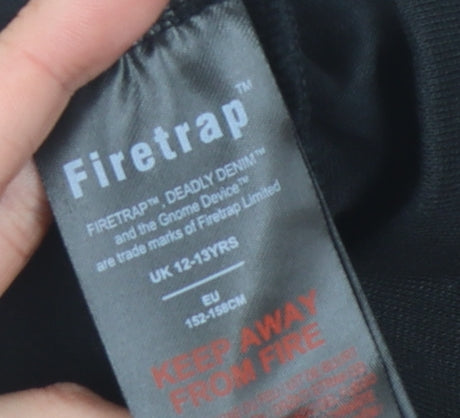 Firetrap™
FIRETRAP™, DEADLY DENIM™
and the Gnome Device™
are trade marks of Firetrap Limited
UK 12-13YRS
EU
152-158CM
KEEP AWAY
FROM FIRE